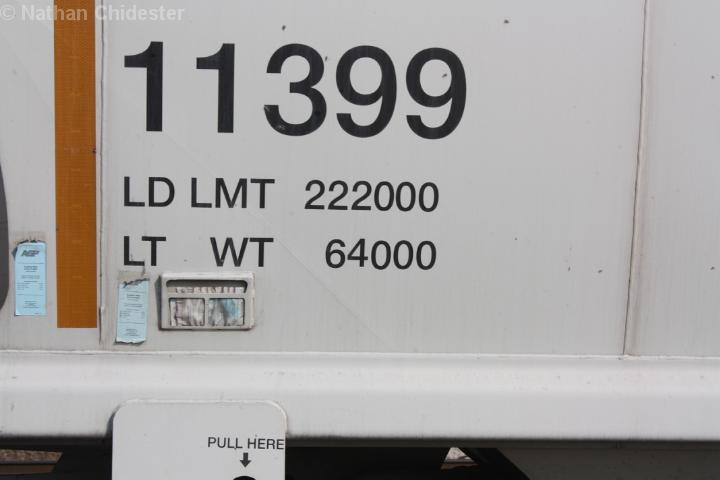 © Nathan Chidester
11399
LD LMT 222000
LT WT 64000
PULL HERE